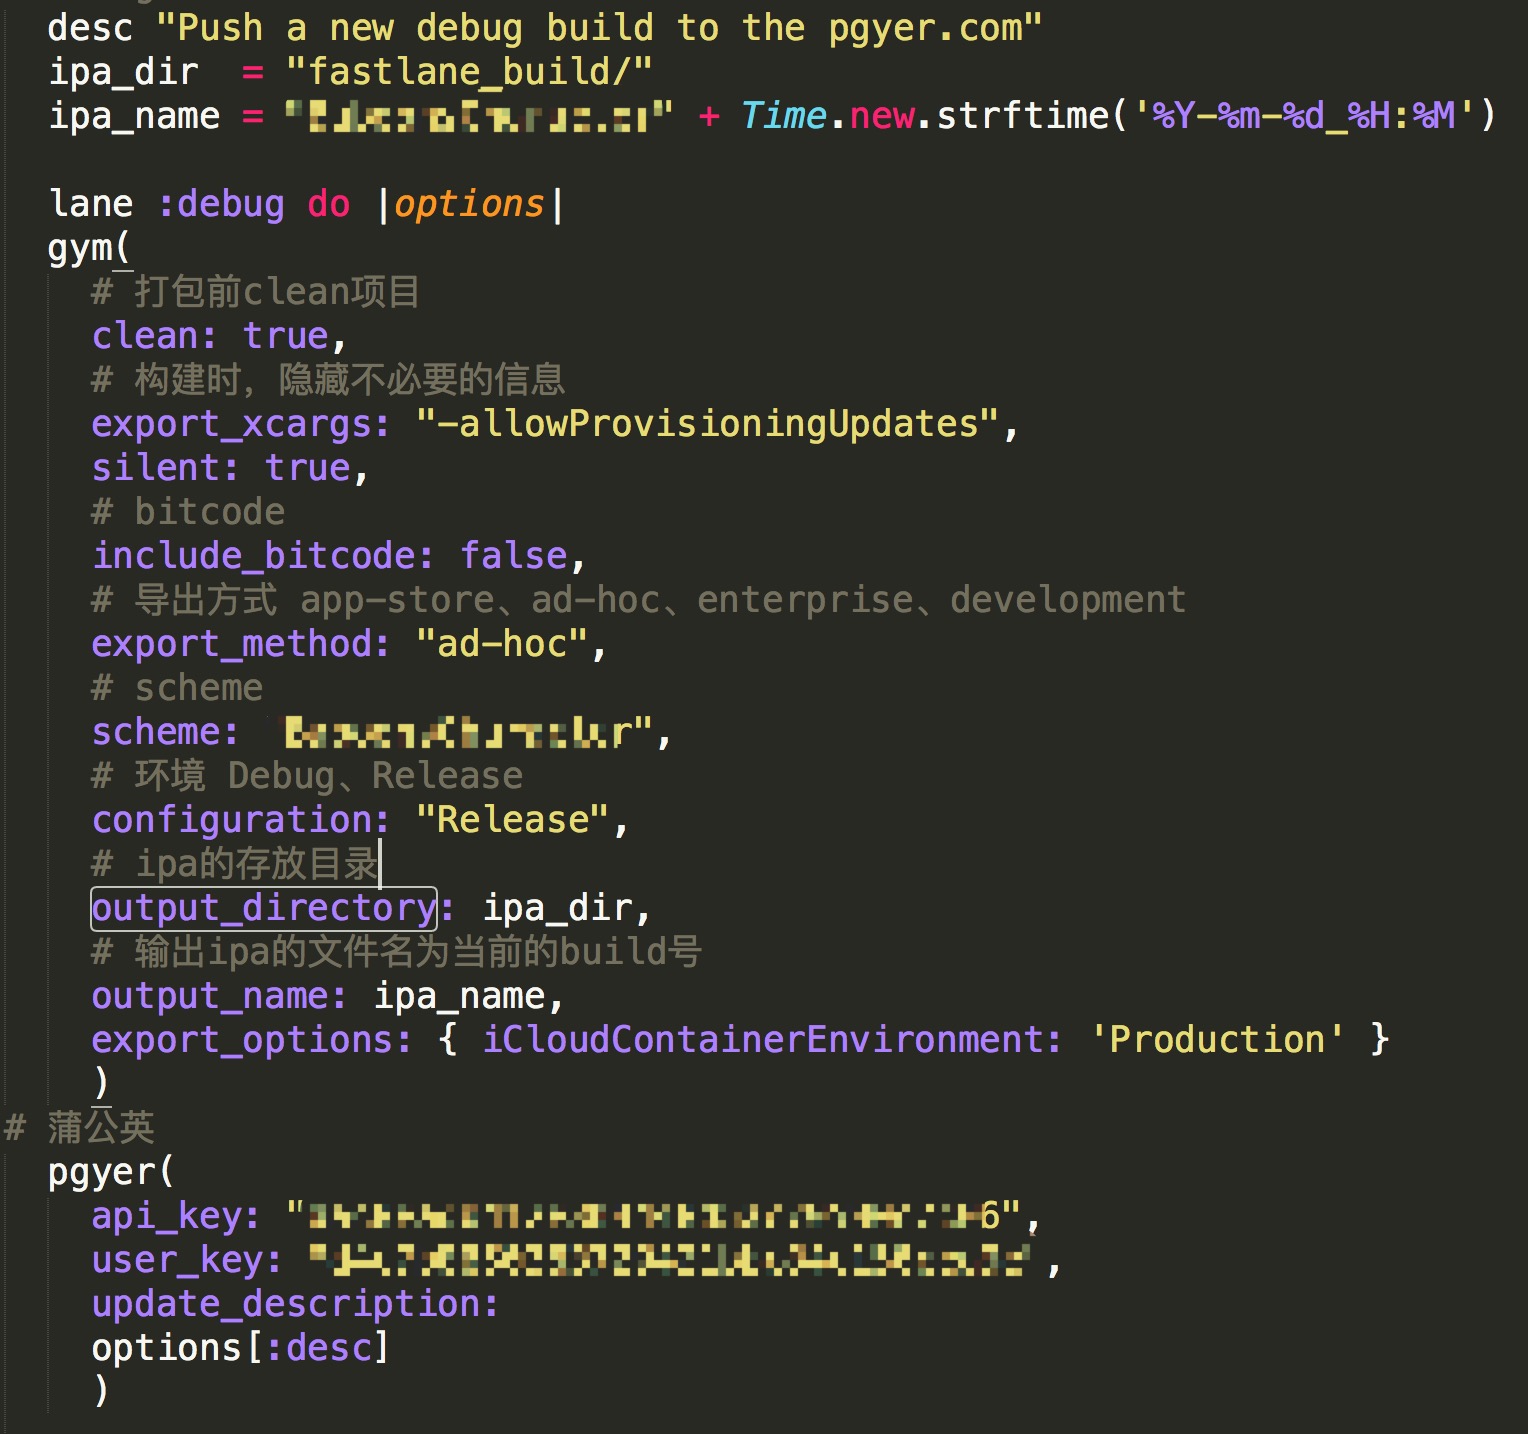 desc "Push a new debug build to the pgyer.com"
ipa_dir  = "fastlane_build/"
ipa_name = "" + Time.new.strftime('%Y-%m-%d_%H:%M')
lane :debug do |options|
gym(
# 打包前clean项目
clean: true,
# 构建时，隐藏不必要的信息
export_xcargs: "-allowProvisioningUpdates",
silent: true,
# bitcode
include_bitcode: false,
# 导出方式 app-store、ad-hoc、enterprise、development
export_method: "ad-hoc",
# scheme
scheme: r",
# 环境 Debug、Release
configuration: "Release",
# ipa的存放目录
output_directory: ipa_dir,
# 输出ipa的文件名为当前的build号
output_name: ipa_name,
export_options: { iCloudContainerEnvironment: 'Production' }
)
# 蒲公英
pgyer(
api_key: "6",
user_key: ",
update_description:
options[:desc]
)